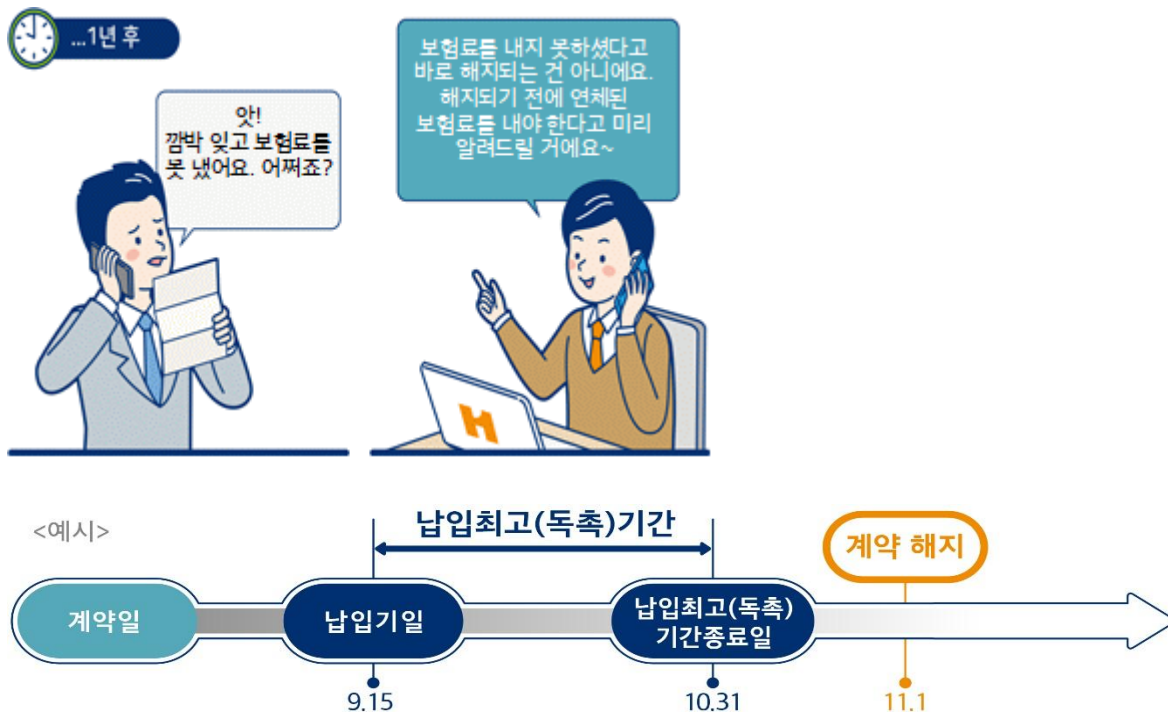 ...1년 후
앗!
깜박 잊고 보험료를
못 냈어요. 어쩌죠?
보험료를 내지 못하셨다고
바로 해지되는 건 아니에요.
해지되기 전에 연체된
보험료를 내야 한다고 미리
알려드릴 거에요~
<예시>
납입최고(독촉)기간
계약 해지
계약일
납입기일
납입최고(독촉)
기간종료일
9.15
10.31
11.1